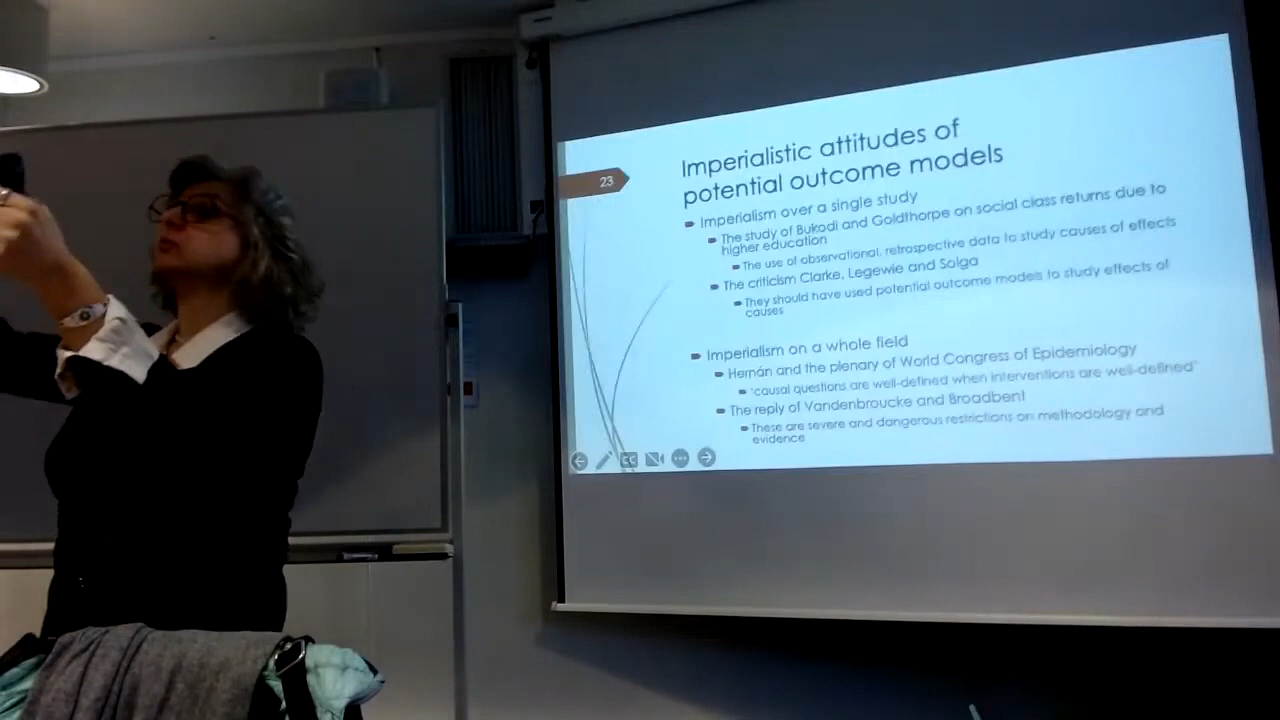 23
Imperialistic attitudes of
potential outcome models
Imperialism over a single study
The study of Bukodi and Goldthorpe on social class returns due to
higher education
The use of observational, retrospective data to study causes of effects
The criticism Clarke, Legewie and Solga
They should have used potential outcome models to study effects of
causes
Imperialism on a whole field
Hernán and the plenary of World Congress of Epidemiology
'causal questions are well-defined when interventions are well-defined'
The reply of Vandenbroucke and Broadbent
These are severe and dangerous restrictions on methodology and
evidence
CC